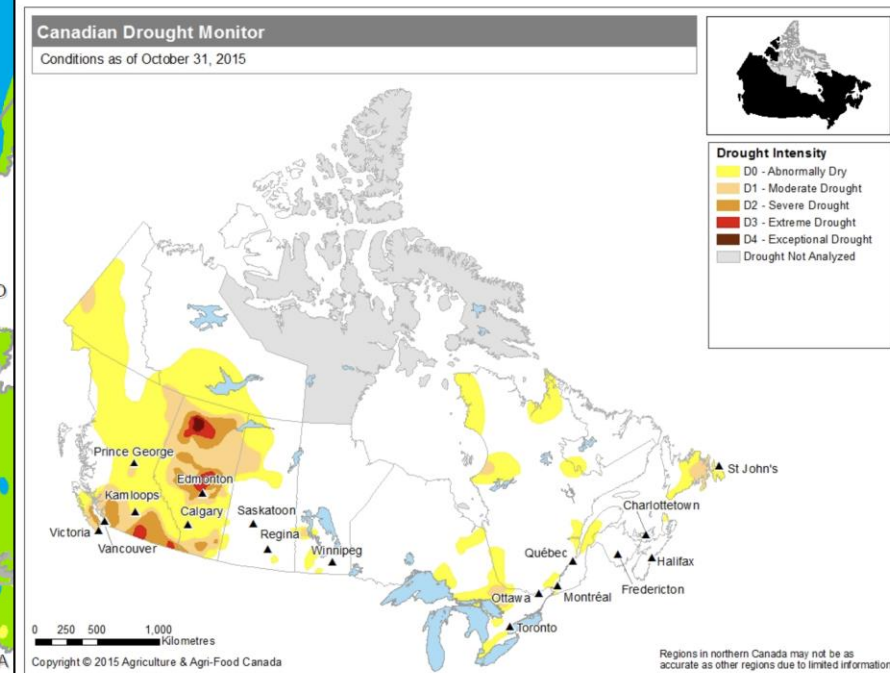 Canadian Drought Monitor
Conditions as of October 31, 2015
Drought Intensity
D0 - Abnormally Dry
D1 - Moderate Drought
D2 - Severe Drought
D3 - Extreme Drought
D4 - Exceptional Drought
Drought Not Analyzed
Prince George
Edmonton
Kamloops
Calgary
Saskatoon
Regina
Victoria
Vancouver
Winnipeg
St John's
Charlottetown
Québec
Halifax
Fredericton
Ottawa
Montréal
Toronto
0 250 500 1,000
Kilometres
Copyright © 2015 Agriculture & Agri-Food Canada
Regions in northern Canada may not be as
accurate as other regions due to limited information